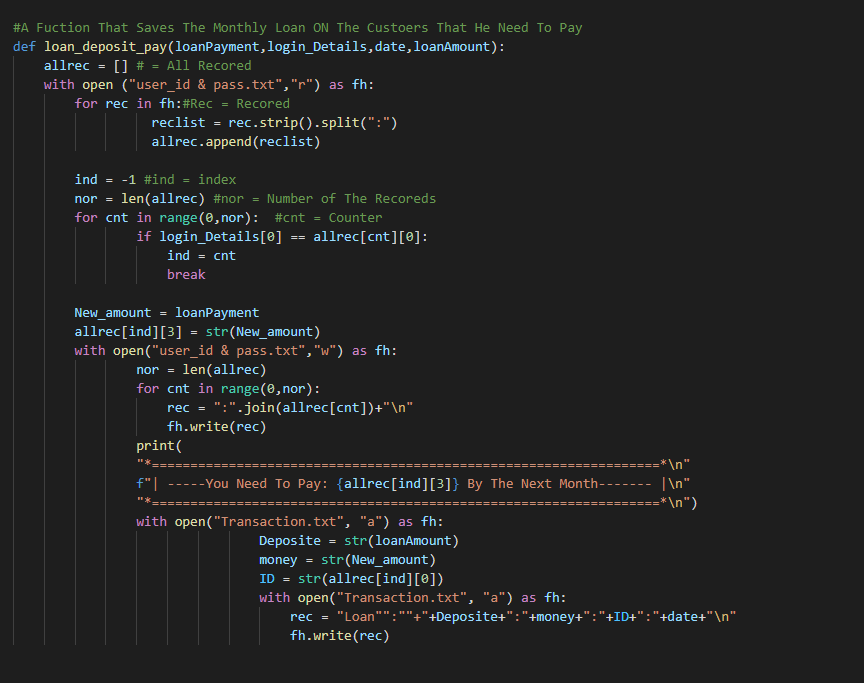 #A Fuction That Saves The Monthly Loan ON The Custoers That He Need To Pay
def loan_deposit_pay(loanPayment,login_Details,date,loanAmount):
    allrec = [] # = All Recored
    with open ("user_id & pass.txt","r") as fh:
        for rec in fh:#Rec = Recored
                  reclist = rec.strip().split(":")
                  allrec.append(reclist)

        ind = -1 #ind = index
        nor = len(allrec) #nor = Number of The Recoreds
        for cnt in range(0,nor):  #cnt = Counter
                if login_Details[0] == allrec[cnt][0]:
                    ind = cnt
                    break

        New_amount = loanPayment
        allrec[ind][3] = str(New_amount)
        with open("user_id & pass.txt","w") as fh:
                nor = len(allrec)
                for cnt in range(0,nor):
                    rec = ":".join(allrec[cnt])+"\n"
                    fh.write(rec)
                print(
                "*==================================================================*\n"
                f"| -----You Need To Pay: {allrec[ind][3]} By The Next Month------- |\n"
                "*==================================================================*\n")
                with open("Transaction.txt", "a") as fh:
                                Deposite = str(loanAmount)
                                money = str(New_amount)
                                ID = str(allrec[ind][0])
                                with open("Transaction.txt", "a") as fh:
                                    rec = "Loan"":""+"+Deposite+":"+money+":"+ID+":"+date+"\n"
                                    fh.write(rec)